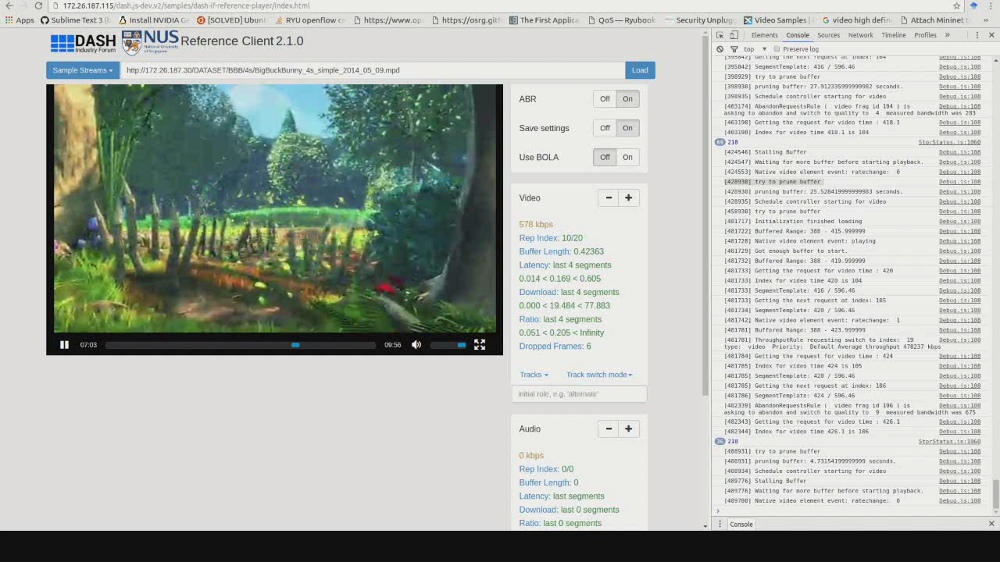 172.26.187.115/dash.js-dev.v2/samples/dash-if-reference-player/index.html
Apps Sublime Text 3 ( Install NVIDIA G [SOLVED] Ubun RYU openflow co https://www.op https://osrg.gith The First Applica QoS — Ryubook Security Unplugg Video Samples | video high defin Attach Mininet t
DASH Industry Forum NUS National University of Singapore Reference Client 2.1.0
Sample Streams http://172.26.187.30/DATASET/BBB/4s/BigBuckBunny_4s_simple_2014_05_09.mpd Load
ABR Off On
Save settings Off On
Use BOLA Off On
Video
578 kbps
Rep Index: 10/20
Buffer Length: 0.42363
Latency: last 4 segments
0.014 < 0.169 < 0.605
Download: last 4 segments
0.000 < 19.484 < 77.883
Ratio: last 4 segments
0.051 < 0.205 < Infinity
Dropped Frames: 6
07:03 09:56
Tracks Track switch mode
initial role, e.g. 'alternate'
Audio
0 kbps
Rep Index: 0/0
Buffer Length: 0
Latency: last segments
Download: last 0 segments
Ratio: last 0 segments
Elements Console Sources Network Timeline Profiles »
top Preserve log
[395842] Getting the next request at index: 104 Debug.js:108
[395842] SegmentTemplate: 416 / 596.46 Debug.js:108
[398929] try to prune buffer Debug.js:108
[398930] pruning buffer: 27.912335999999982 seconds. Debug.js:108
[398935] Schedule controller starting for video Debug.js:108
[403174] AbandonRequestsRule ( video frag id 104 ) is Debug.js:108
asking to abandon and switch to quality to 4 measured bandwidth was 283
[403198] Getting the request for video time : 418.1 Debug.js:108
[403198] Index for video time 418.1 is 104 Debug.js:108
69 218 StorStatus.js:1060
[424546] Stalling Buffer Debug.js:108
[424547] Waiting for more buffer before starting playback. Debug.js:108
[424553] Native video element event: ratechange: 0 Debug.js:108
[428930] try to prune buffer Debug.js:108
[428930] pruning buffer: 25.528419999999983 seconds. Debug.js:108
[428935] Schedule controller starting for video Debug.js:108
[458930] try to prune buffer Debug.js:108
[481717] Initialization finished loading Debug.js:108
[481722] Buffered Range: 388 - 415.999999 Debug.js:108
[481728] Native video element event: playing Debug.js:108
[481729] Got enough buffer to start. Debug.js:108
[481732] Buffered Range: 388 - 419.999999 Debug.js:108
[481733] Getting the request for video time : 420 Debug.js:108
[481733] Index for video time 420 is 104 Debug.js:108
[481733] SegmentTemplate: 416 / 596.46 Debug.js:108
[481733] Getting the next request at index: 105 Debug.js:108
[481734] SegmentTemplate: 420 / 596.46 Debug.js:108
[481742] Native video element event: ratechange: 1 Debug.js:108
[481781] Buffered Range: 388 - 423.999999 Debug.js:108
[481781] ThroughputRule requesting switch to index: 19 Debug.js:108
type: video Priority: Default Average throughput 478237 kbps
[481784] Getting the request for video time : 424 Debug.js:108
[481785] Index for video time 424 is 105 Debug.js:108
[481785] SegmentTemplate: 420 / 596.46 Debug.js:108
[481785] Getting the next request at index: 106 Debug.js:108
[481786] SegmentTemplate: 424 / 596.46 Debug.js:108
[482339] AbandonRequestsRule ( video frag id 106 ) is Debug.js:108
asking to abandon and switch to quality to 9 measured bandwidth was 675
[482343] Getting the request for video time : 426.1 Debug.js:108
[482344] Index for video time 426.1 is 106 Debug.js:108
36 218 StorStatus.js:1060
[488931] try to prune buffer Debug.js:108
[488931] pruning buffer: 4.73154199999999 seconds. Debug.js:108
[488934] Schedule controller starting for video Debug.js:108
[489776] Stalling Buffer Debug.js:108
[489776] Waiting for more buffer before starting playback. Debug.js:108
[489780] Native video element event: ratechange: 0 Debug.js:108
Console